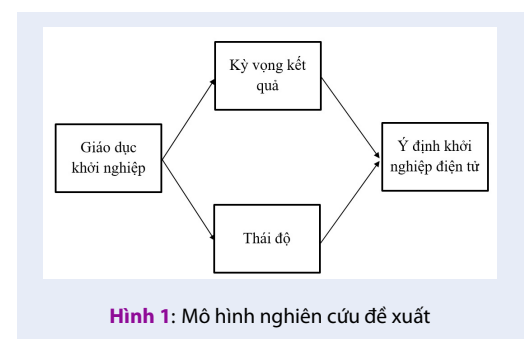 Kỳ vọng kết
quả
Giáo dục
khởi nghiệp
Ý định khởi
nghiệp điện tử
Thái độ
Hình 1: Mô hình nghiên cứu đề xuất